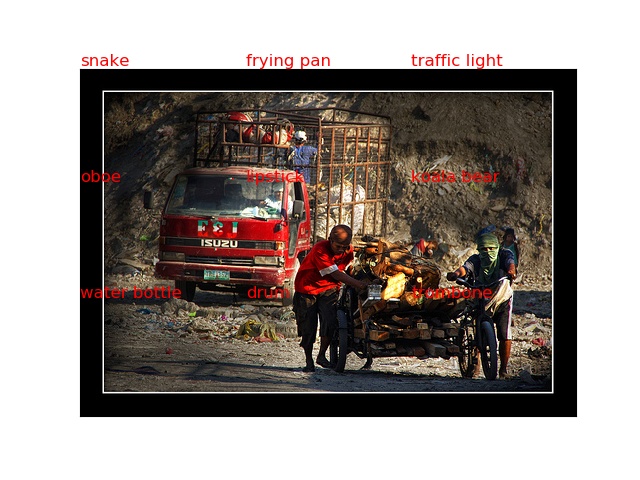 snake frying pan traffic light
oboe lipstick koala bear
ISUZU
water bottle drum trombone